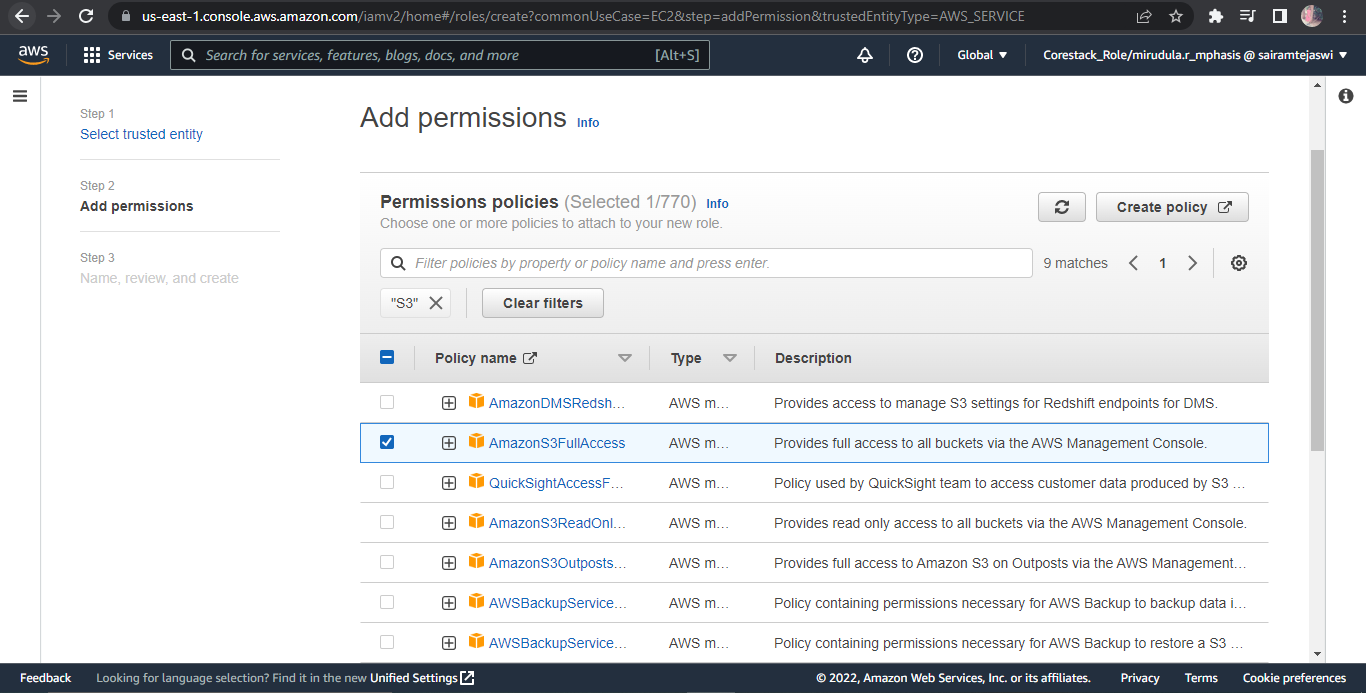 us-east-1.console.aws.amazon.com/iamv2/home#/roles/create?commonUseCase=EC2&step=addPermission&trustedEntityType=AWS_SERVICE
aws Services Search for services, features, blogs, docs, and more [Alt+S] Global Corestack_Role/mirudula.r_mphasis @ sairamtejaswi
Step 1
Select trusted entity
Step 2
Add permissions
Step 3
Name, review, and create
Add permissions Info
Permissions policies (Selected 1/770) Info
Choose one or more policies to attach to your new role.
Create policy
Filter policies by property or policy name and press enter.
9 matches 1
"S3" Clear filters
Policy name Type Description
AmazonDMSRedsh... AWS m... Provides access to manage S3 settings for Redshift endpoints for DMS.
AmazonS3FullAccess AWS m... Provides full access to all buckets via the AWS Management Console.
QuickSightAccessF... AWS m... Policy used by QuickSight team to access customer data produced by S3 ...
AmazonS3ReadOnl... AWS m... Provides read only access to all buckets via the AWS Management Console.
AmazonS3Outposts... AWS m... Provides full access to Amazon S3 on Outposts via the AWS Management...
AWSBackupService... AWS m... Policy containing permissions necessary for AWS Backup to backup data i...
AWSBackupService... AWS m... Policy containing permissions necessary for AWS Backup to restore a S3 ...
Feedback Looking for language selection? Find it in the new Unified Settings © 2022, Amazon Web Services, Inc. or its affiliates. Privacy Terms Cookie preferences